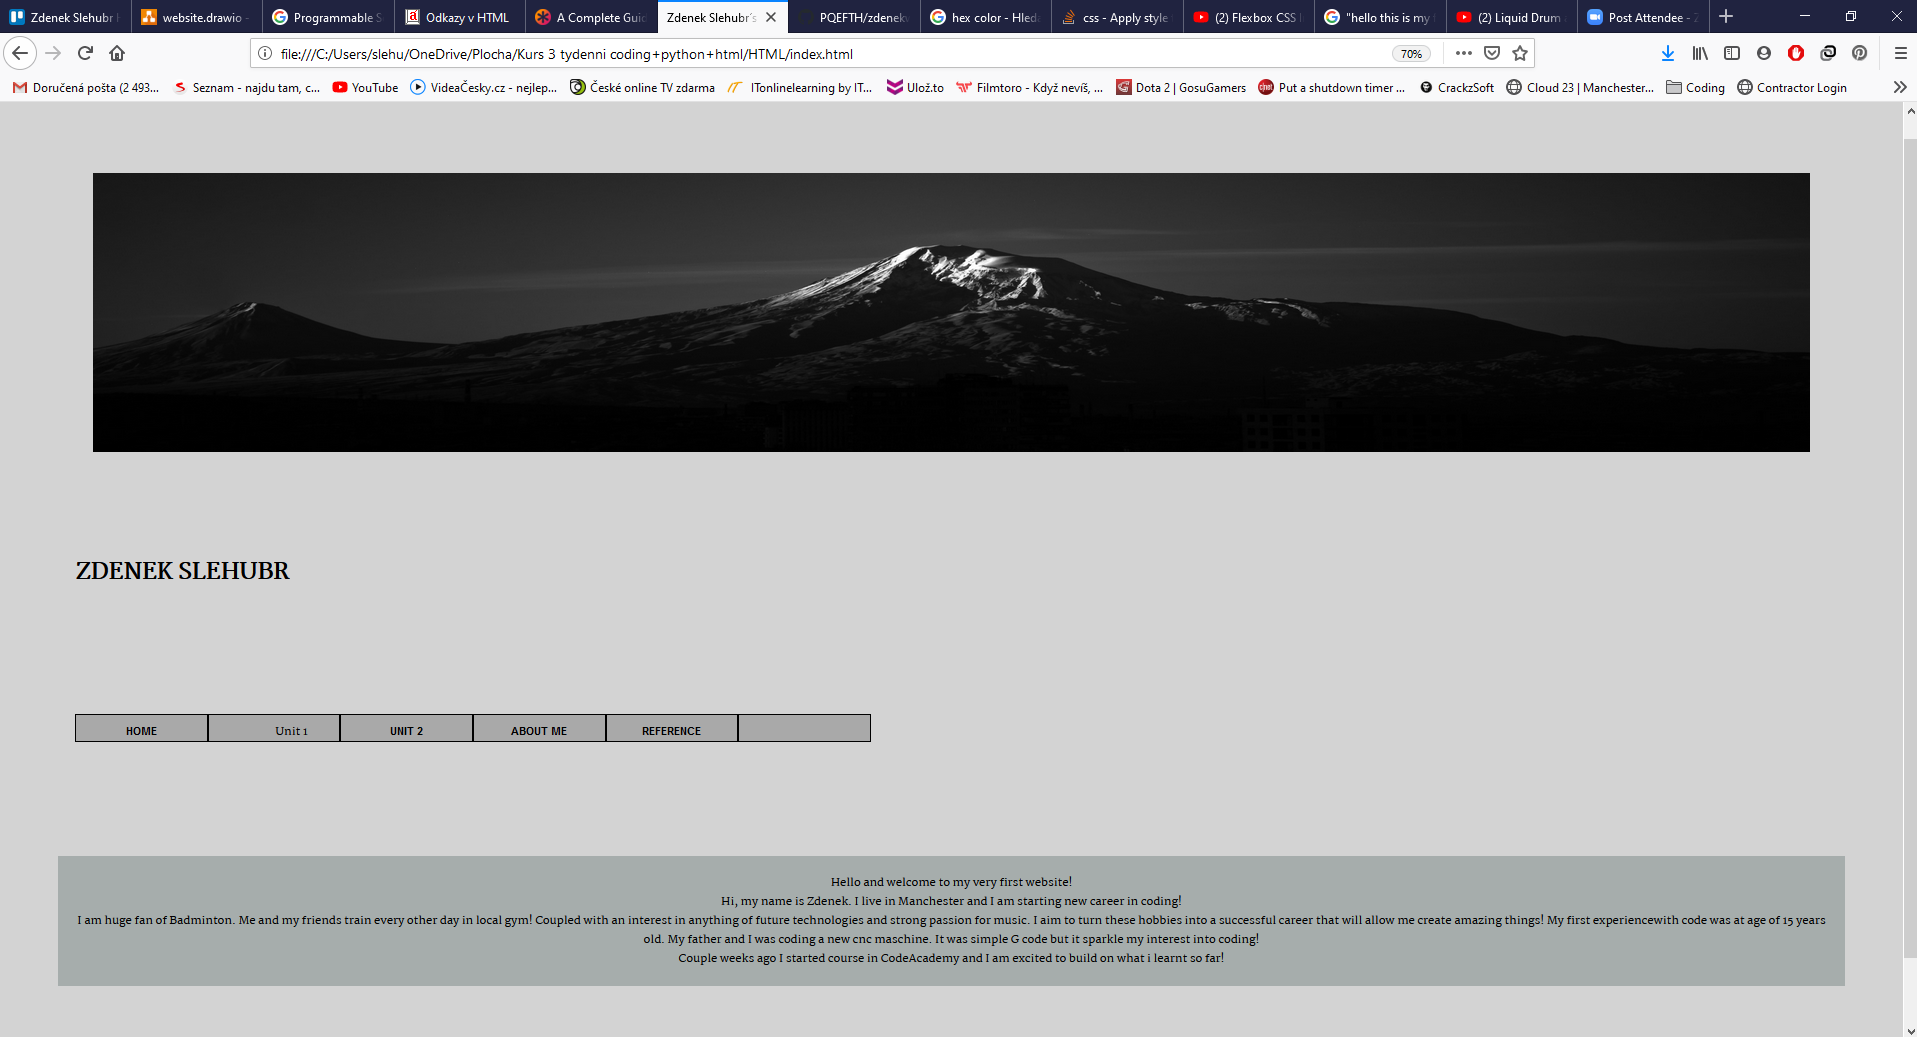 Zdenek Slehubr
website.drawio -
Programmable S
Odkazy v HTML
A Complete Guid
Zdenek Slehubr's
PQEFTH/zdenek
hex color - Hled
css - Apply style
(2) Flexbox CSS
"hello this is my
(2) Liquid Drum
Post Attendee - Z
file:///C:/Users/slehu/OneDrive/Plocha/Kurs 3 tydenni coding+python+html/HTML/index.html
70%
Doručená pošta (2 493...
Seznam - najdu tam, c...
YouTube
VideaČesky.cz - nejlep...
České online TV zdarma
ITonlinelearning by IT...
Ulož.to
Filmtoro - Když nevíš, ...
Dota 2 | GosuGamers
Put a shutdown timer ...
CrackzSoft
Cloud 23 | Manchester...
Coding
Contractor Login
ZDENEK SLEHUBR
HOME
Unit 1
UNIT 2
ABOUT ME
REFERENCE
Hello and welcome to my very first website!
Hi, my name is Zdenek. I live in Manchester and I am starting new career in coding!
I am huge fan of Badminton. Me and my friends train every other day in local gym! Coupled with an interest in anything of future technologies and strong passion for music. I aim to turn these hobbies into a successful career that will allow me create amazing things! My first experiencewith code was at age of 15 years
old. My father and I was coding a new cnc maschine. It was simple G code but it sparkle my interest into coding!
Couple weeks ago I started course in CodeAcademy and I am excited to build on what i learnt so far!